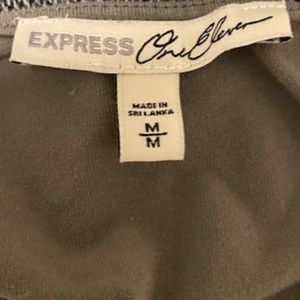 EXPRESS One Eleven
MADE IN
SRI LANKA
M
M